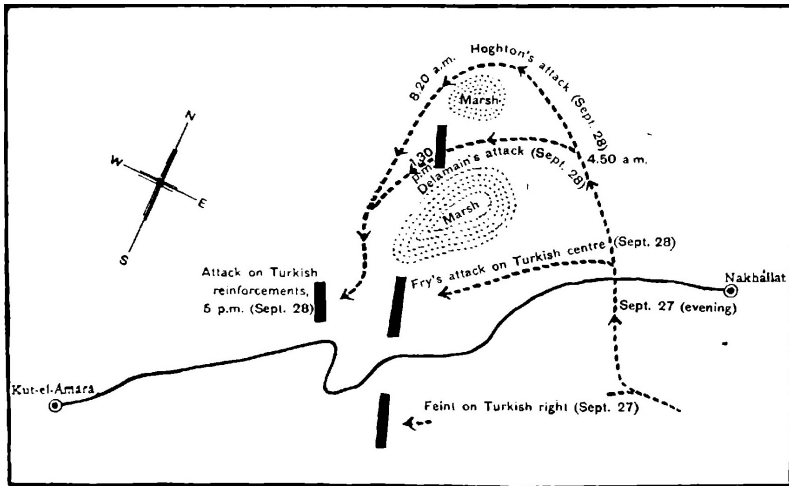 8.20 a.m.
Hoghton's attack (Sept. 28)
Marsh
N
W
E
S
1.30
p.m.
Delamain's attack (Sept. 28)
4.50 a.m.
Marsh
Fry's attack on Turkish centre (Sept. 28)
Attack on Turkish
reinforcements,
5 p.m. (Sept. 28)
Nakhailat
Sept. 27 (evening)
Kut-el-Amara
Feint on Turkish right (Sept. 27)